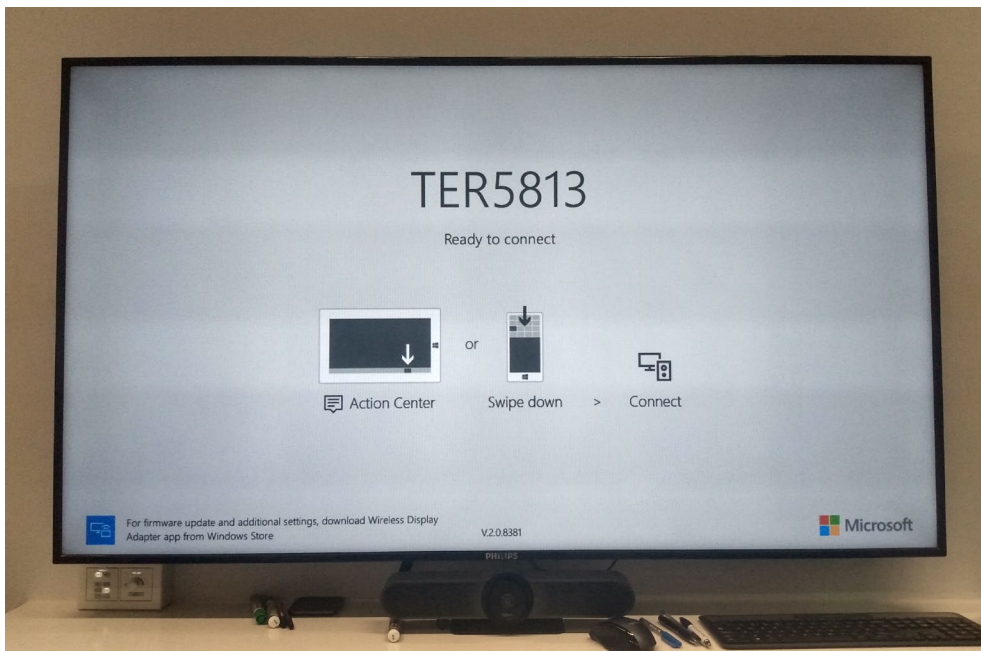 TER5813
Ready to connect
or
Action Center
Swipe down > Connect
For firmware update and additional settings, download Wireless Display
Adapter app from Windows Store
V.2.0.8381
Microsoft
PHILIPS